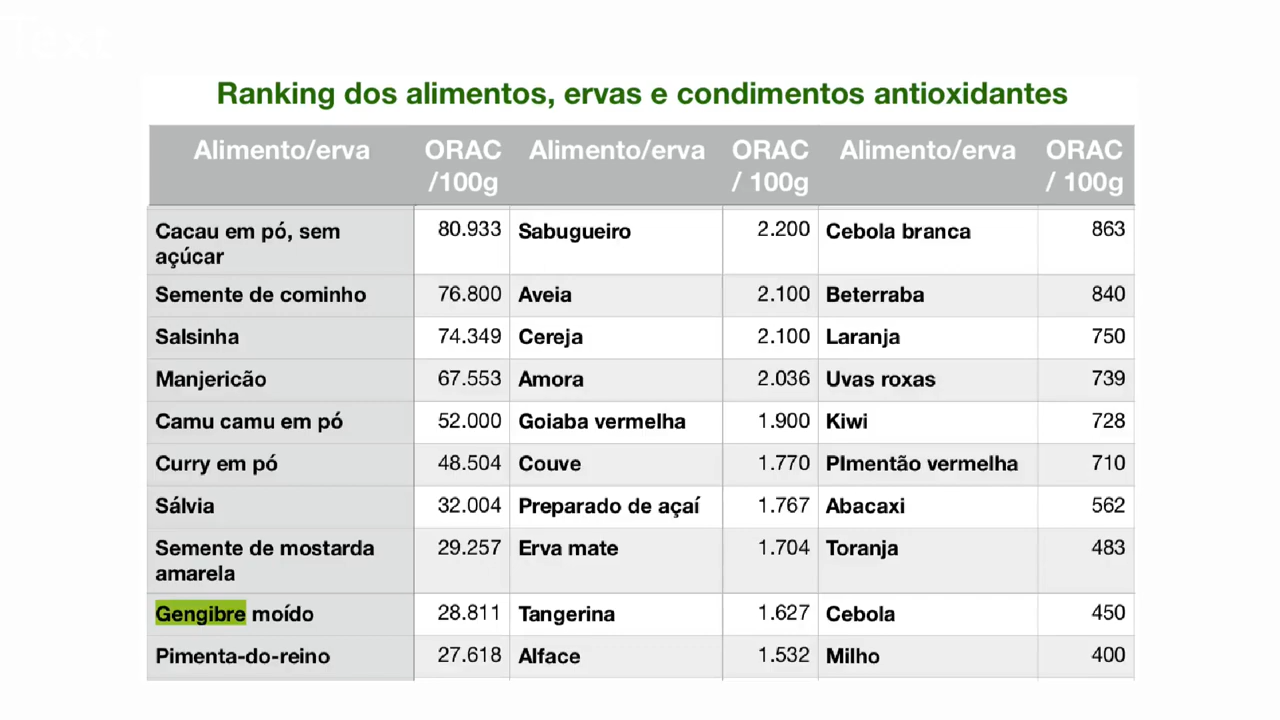 Ranking dos alimentos, ervas e condimentos antioxidantes
Alimento/erva ORAC /100g Alimento/erva ORAC / 100g Alimento/erva ORAC / 100g
Cacau em pó, sem açúcar 80.933 Sabugueiro 2.200 Cebola branca 863
Semente de cominho 76.800 Aveia 2.100 Beterraba 840
Salsinha 74.349 Cereja 2.100 Laranja 750
Manjericão 67.553 Amora 2.036 Uvas roxas 739
Camu camu em pó 52.000 Goiaba vermelha 1.900 Kiwi 728
Curry em pó 48.504 Couve 1.770 PImentão vermelha 710
Sálvia 32.004 Preparado de açaí 1.767 Abacaxi 562
Semente de mostarda amarela 29.257 Erva mate 1.704 Toranja 483
Gengibre moído 28.811 Tangerina 1.627 Cebola 450
Pimenta-do-reino 27.618 Alface 1.532 Milho 400